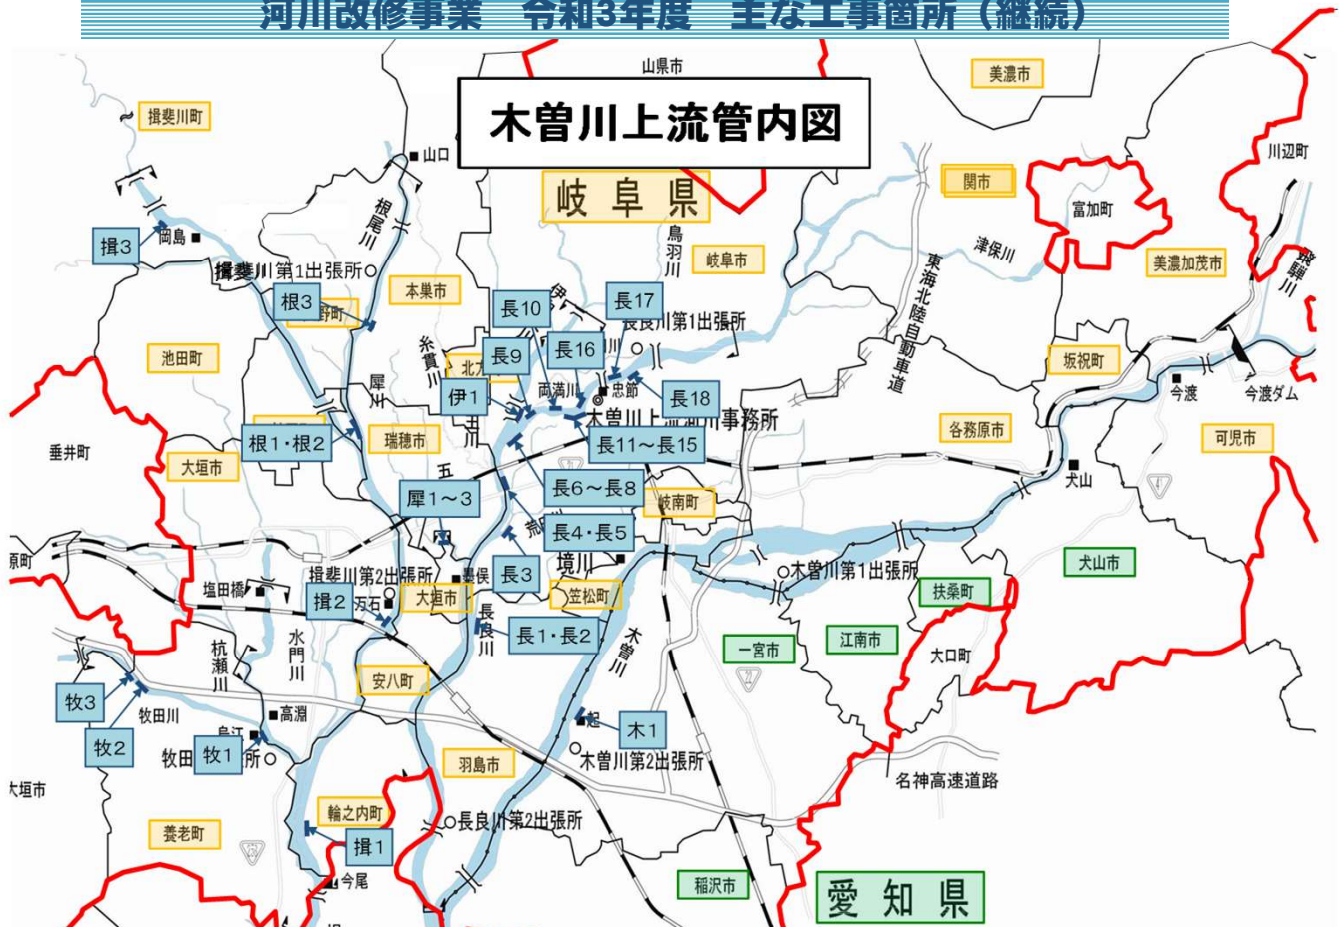 河川改修事業　令和3年度　主な工事箇所（継続）
山県市
美濃市
揖斐川町
木曽川上流管内図
山口
川辺町
関市
岐阜県
富加町
根尾川
鳥羽川
津保川
揖3
岡島
岐阜市
東海北陸自動車道
美濃加茂市
飛騨川
揖斐川第1出張所
本巣市
根3
野町
長10
長17
長良川第1出張所
池田町
糸貫川
長9
長16
坂祝町
犀川
両満川
忠節
長18
今渡
今渡ダム
伊1
木曽川上流河川事務所
垂井町
根1・根2
瑞穂市
長11～長15
各務原市
可児市
大垣市
犬山
長6～長8
犀1～3
岐南町
長4・長5
原町
境川
犬山市
揖斐川第2出張所
墨俣
長3
木曽川第1出張所
塩田橋
揖2
万石
大垣市
笠松町
扶桑町
長良川
長1・長2
木曽川
一宮市
江南市
大口町
杭瀬川
水門川
安八町
牧3
牧田川
高淵
起
木1
牧2
烏江
牧1
木曽川第2出張所
羽島市
名神高速道路
大垣市
輪之内町
長良川第2出張所
養老町
揖1
今尾
稲沢市
愛知県